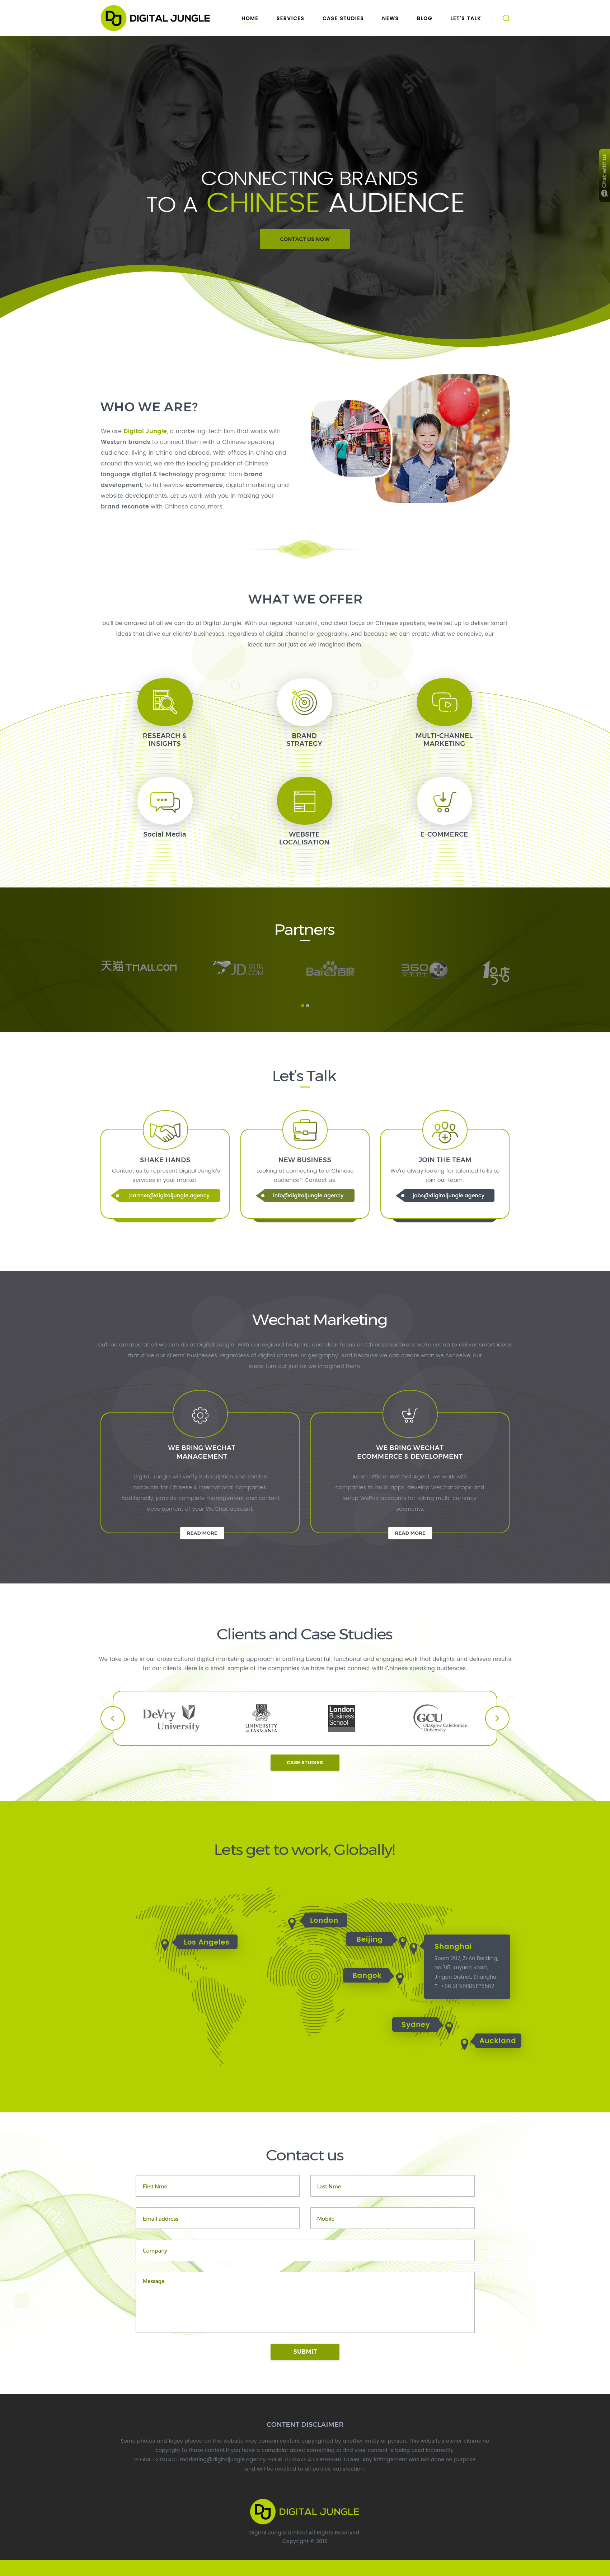 DJ DIGITAL JUNGLE
HOME SERVICES CASE STUDIES NEWS BLOG LET'S TALK
Chat with us
CONNECTING BRANDS
TO A CHINESE AUDIENCE
CONTACT US NOW
WHO WE ARE?
We are Digital Jungle, a marketing-tech firm that works with
Western brands to connect them with a Chinese speaking
audience; living in China and abroad. With offices in China and
around the world, we are the leading provider of Chinese
language digital & technology programs; from brand
development, to full service ecommerce, digital marketing and
website developments. Let us work with you in making your
brand resonate with Chinese consumers.
WHAT WE OFFER
ou'll be amazed at all we can do at Digital Jungle. With our regional footprint, and clear focus on Chinese speakers, we're set up to deliver smart
ideas that drive our clients' businesses, regardless of digital channel or geography. And because we can create what we conceive, our
ideas turn out just as we imagined them.
RESEARCH &
INSIGHTS
BRAND
STRATEGY
MULTI-CHANNEL
MARKETING
Social Media
WEBSITE
LOCALISATION
E-COMMERCE
Partners
天猫 TMALL.COM
JD 京东 .COM
Bai 百度
360 安全卫士
1号店
Let's Talk
SHAKE HANDS
Contact us to represent Digital Jungle's
services in your market.
partner@digitaljungle.agency
NEW BUSINESS
Looking at connecting to a Chinese
audience? Contact us.
info@digitaljungle.agency
JOIN THE TEAM
We're alway looking for talented folks to
join our team.
jobs@digitaljungle.agency
Wechat Marketing
ou'll be amazed at all we can do at Digital Jungle. With our regional footprint, and clear focus on Chinese speakers, we're set up to deliver smart ideas
that drive our clients' businesses, regardless of digital channel or geography. And because we can create what we conceive, our
ideas turn out just as we imagined them.
WE BRING WECHAT
MANAGEMENT
Digital Jungle will verify Subscription and Service
accounts for Chinese & International companies.
Additionally, provide complete management and content
development of your WeChat account.
READ MORE
WE BRING WECHAT
ECOMMERCE & DEVELOPMENT
As an official WeChat Agent, we work with
companies to build apps, develop WeChat Shops and
setup WePay accounts for taking multi-currency
payments.
READ MORE
Clients and Case Studies
We take pride in our cross cultural digital marketing approach in crafting beautiful, functional and engaging work that delights and delivers results
for our clients. Here is a small sample of the companies we have helped connect with Chinese speaking audiences.
DeVry
University
UNIVERSITY
of TASMANIA
London
Business
School
GCU
Glasgow Caledonian
University
CASE STUDIES
Lets get to work, Globally!
London
Los Angeles
Beijing
Shanghai
Room 207, Zi An Building,
No.315, Yuyuan Road,
Jingan District, Shanghai
Bangok
Sydney
Auckland
Contact us
First Nme
Last Nme
Email address
Mobile
Company
Message
SUBMIT
CONTENT DISCLAIMER
Some photos and logos placed on this website may contain content copyrighted by another entity or person. This website's owner claims no
copyright to those content.If you have a complaint about something or find your content is being used incorrectly.
PLEASE CONTACT marketing@digitaljungle.agency PRIOR TO MAKE A COPYRIGHT CLAIM. Any infringement was not done on purpose
and will be rectified to all parties' satisfaction.
DJ DIGITAL JUNGLE
Digital Jungle Limited All Rights Reserved.
Copyright © 2016